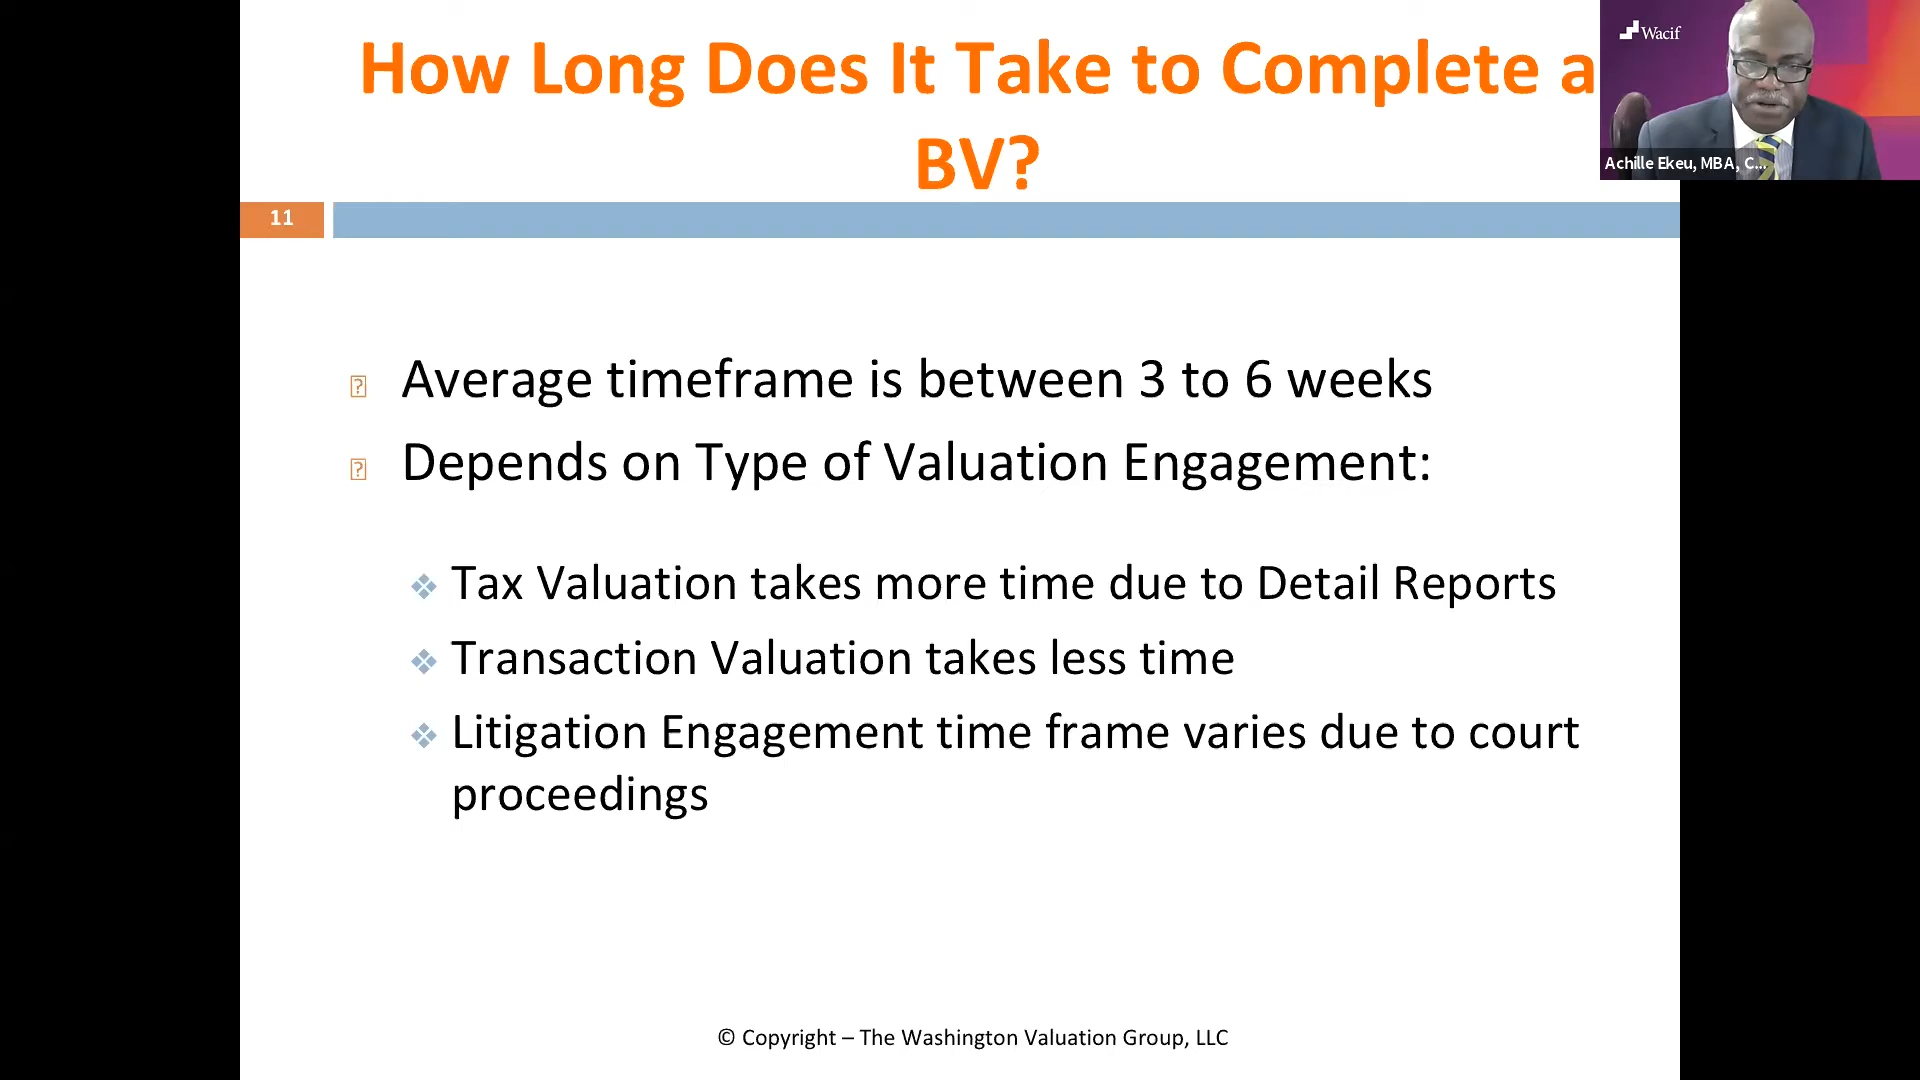 How Long Does It Take to Complete a
BV?
Wacif
Achille Ekeu, MBA, C...
11
Average timeframe is between 3 to 6 weeks
Depends on Type of Valuation Engagement:
Tax Valuation takes more time due to Detail Reports
Transaction Valuation takes less time
Litigation Engagement time frame varies due to court
proceedings
© Copyright – The Washington Valuation Group, LLC